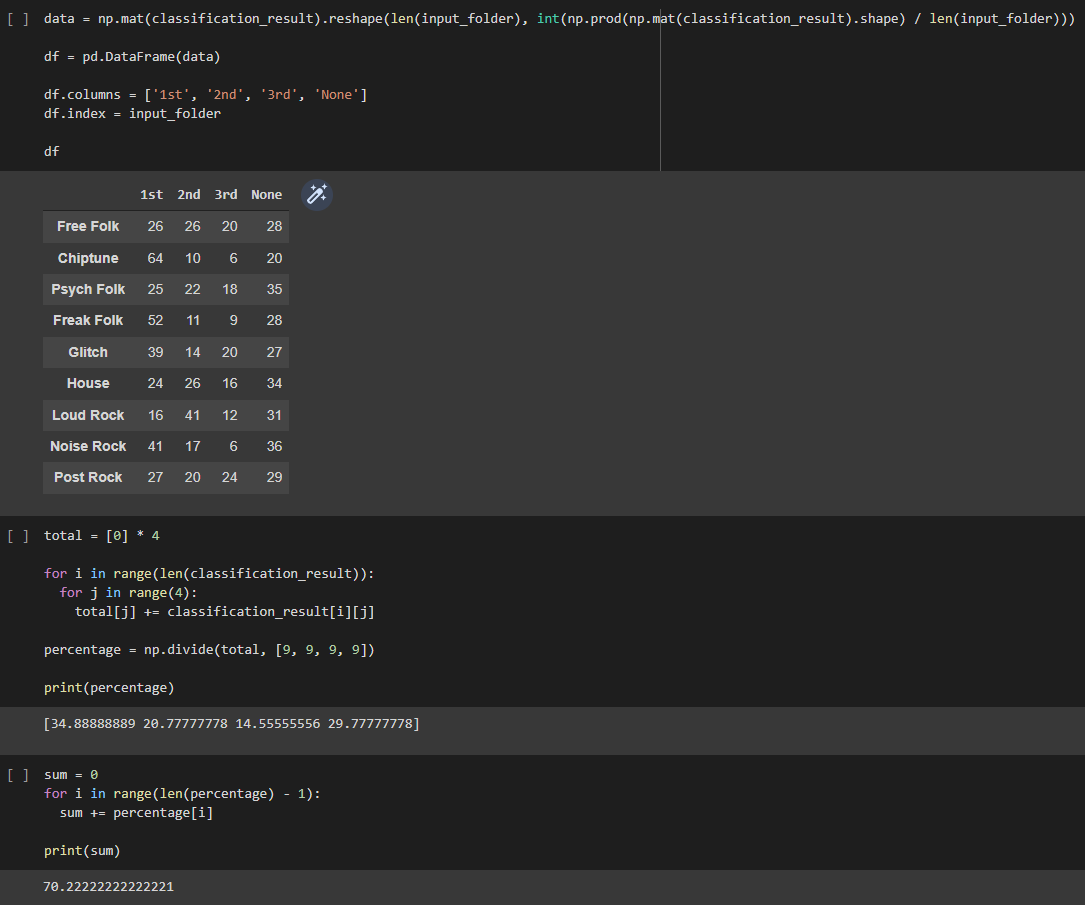 [ ] data = np.mat(classification_result).reshape(len(input_folder), int(np.prod(np.mat(classification_result).shape) / len(input_folder)))
df = pd.DataFrame(data)
df.columns = ['1st', '2nd', '3rd', 'None']
df.index = input_folder
df
1st 2nd 3rd None
Free Folk 26 26 20 28
Chiptune 64 10 6 20
Psych Folk 25 22 18 35
Freak Folk 52 11 9 28
Glitch 39 14 20 27
House 24 26 16 34
Loud Rock 16 41 12 31
Noise Rock 41 17 6 36
Post Rock 27 20 24 29
[ ] total = [0] * 4
for i in range(len(classification_result)):
  for j in range(4):
    total[j] += classification_result[i][j]
percentage = np.divide(total, [9, 9, 9, 9])
print(percentage)
[34.88888889 20.77777778 14.55555556 29.77777778]
[ ] sum = 0
for i in range(len(percentage) - 1):
  sum += percentage[i]
print(sum)
70.22222222222221